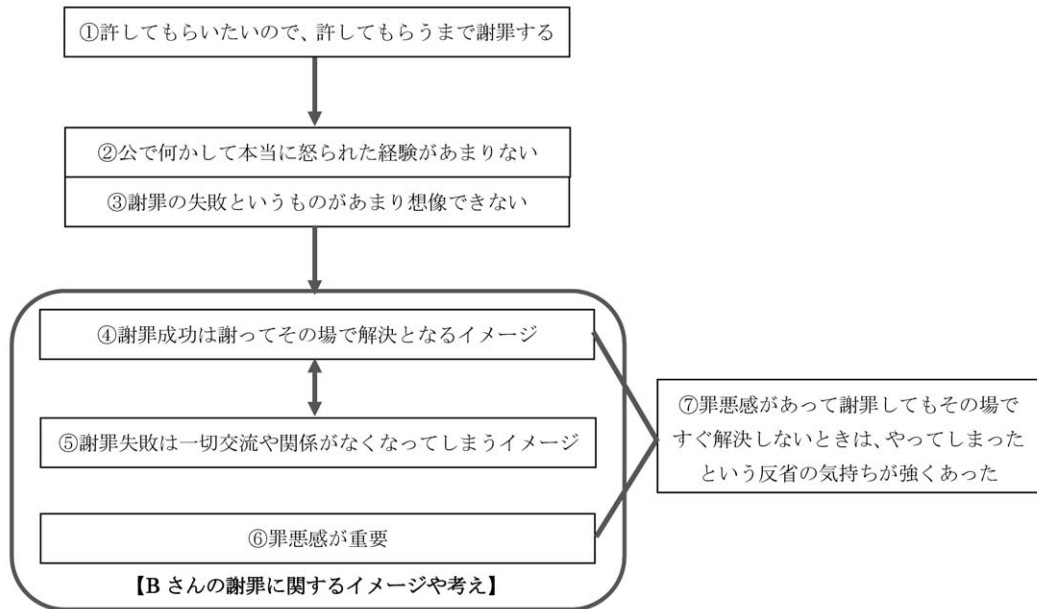 ①許してもらいたいので、許してもらうまで謝罪する
②公で何かして本当に怒られた経験があまりない
③謝罪の失敗というものがあまり想像できない
④謝罪成功は謝ってその場で解決となるイメージ
⑤謝罪失敗は一切交流や関係がなくなってしまうイメージ
⑥罪悪感が重要
【B さんの謝罪に関するイメージや考え】
⑦罪悪感があって謝罪してもその場で
すぐ解決しないときは、やってしまった
という反省の気持ちが強くあった